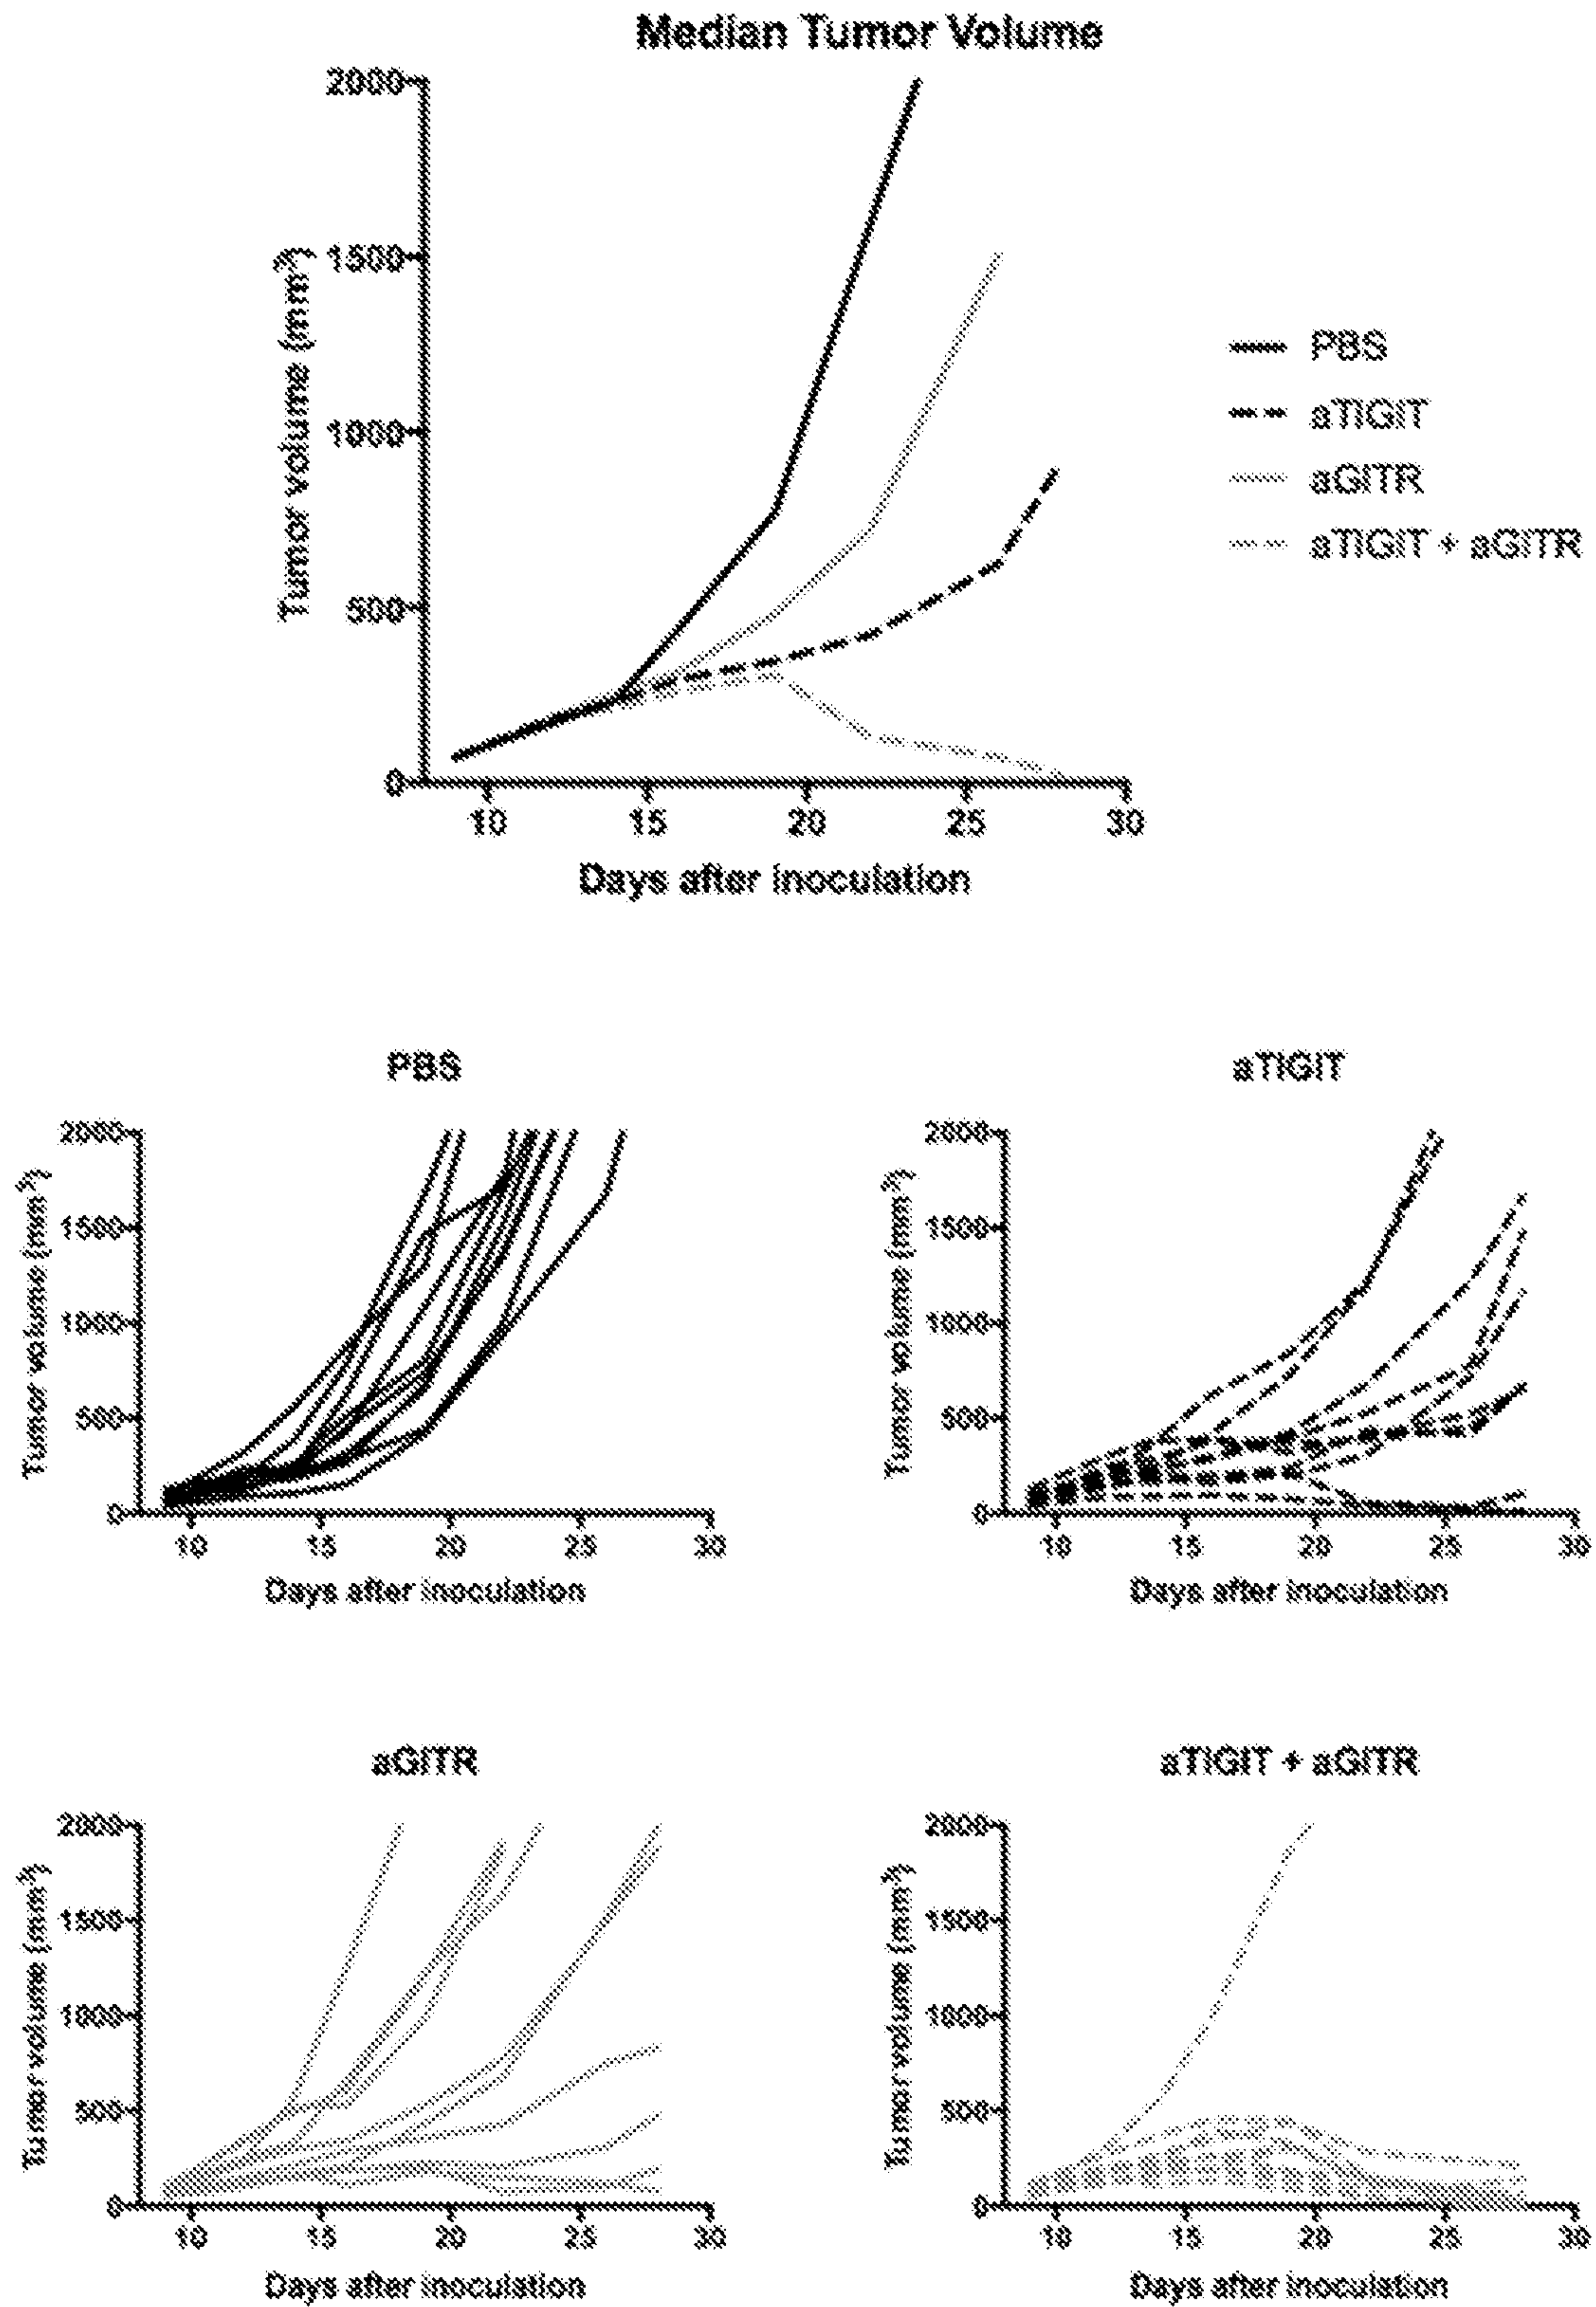 Median Tumor Volume
2000
1500
1000
500
0
Tumor volume (mm³)
10 15 20 25 30
Days after inoculation
PBS
aTIGIT
aGITR
aTIGIT + aGITR
PBS
2000
1500
1000
500
0
Tumor volume (mm³)
10 15 20 25 30
Days after inoculation
aTIGIT
2000
1500
1000
500
0
Tumor volume (mm³)
10 15 20 25 30
Days after inoculation
aGITR
2000
1500
1000
500
0
Tumor volume (mm³)
10 15 20 25 30
Days after inoculation
aTIGIT + aGITR
2000
1500
1000
500
0
Tumor volume (mm³)
10 15 20 25 30
Days after inoculation